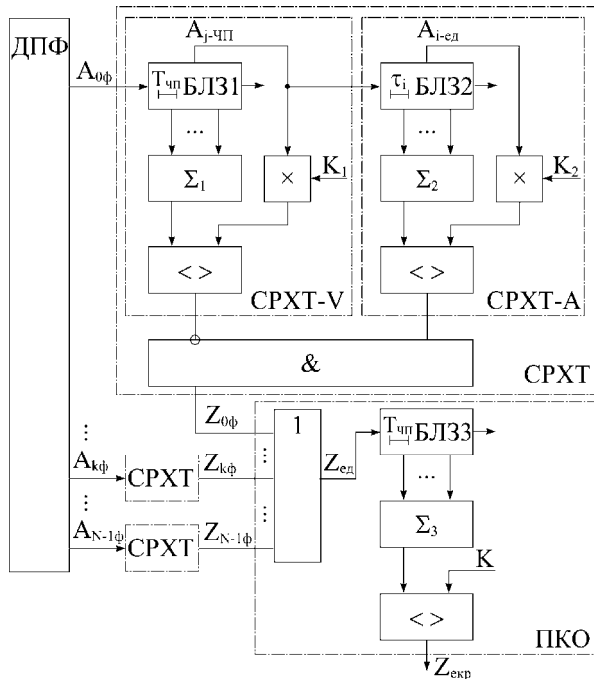 ДПФ
A0ф
Aj-ЧП
Ai-ед
Tчп БЛЗ1
τi БЛЗ2
...
...
K1
K2
Σ1
×
Σ2
×
< >
< >
СРХТ-V
СРХТ-А
&
СРХТ
Z0ф
1
Tчп БЛЗ3
...
Zед
...
Akф
СРХТ
Zkф
...
...
...
Σ3
AN-1ф
СРХТ
ZN-1ф
K
< >
ПКО
Zекр